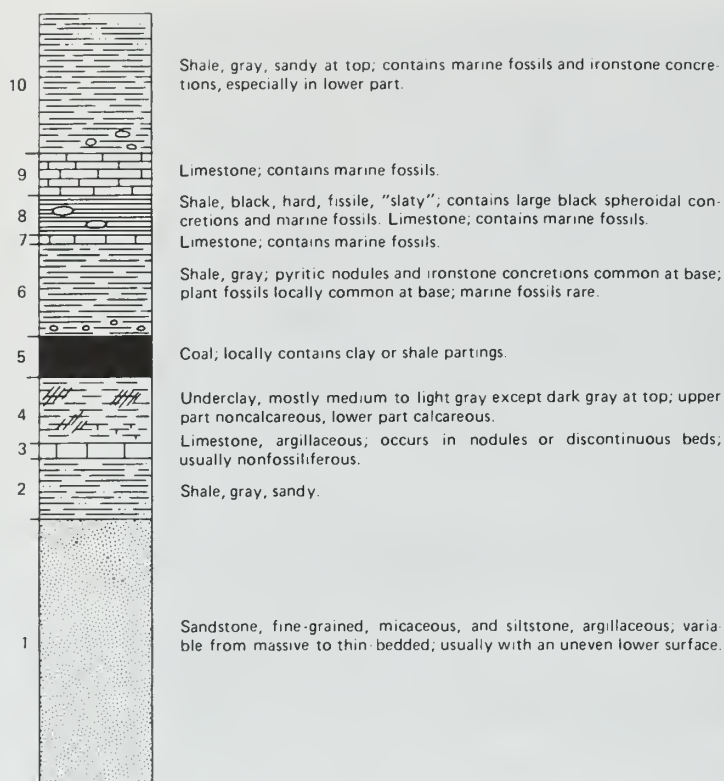 10
Shale, gray, sandy at top; contains marine fossils and ironstone concre-
tions, especially in lower part.
9
Limestone; contains marine fossils.
8
Shale, black, hard, fissile, "slaty"; contains large black spheroidal con-
cretions and marine fossils. Limestone; contains marine fossils.
7
Limestone; contains marine fossils.
6
Shale, gray; pyritic nodules and ironstone concretions common at base;
plant fossils locally common at base; marine fossils rare.
5
Coal; locally contains clay or shale partings.
4
Underclay, mostly medium to light gray except dark gray at top; upper
part noncalcareous, lower part calcareous.
3
Limestone, argillaceous; occurs in nodules or discontinuous beds;
usually nonfossiliferous.
2
Shale, gray, sandy.
1
Sandstone, fine-grained, micaceous, and siltstone, argillaceous; varia-
ble from massive to thin-bedded; usually with an uneven lower surface.